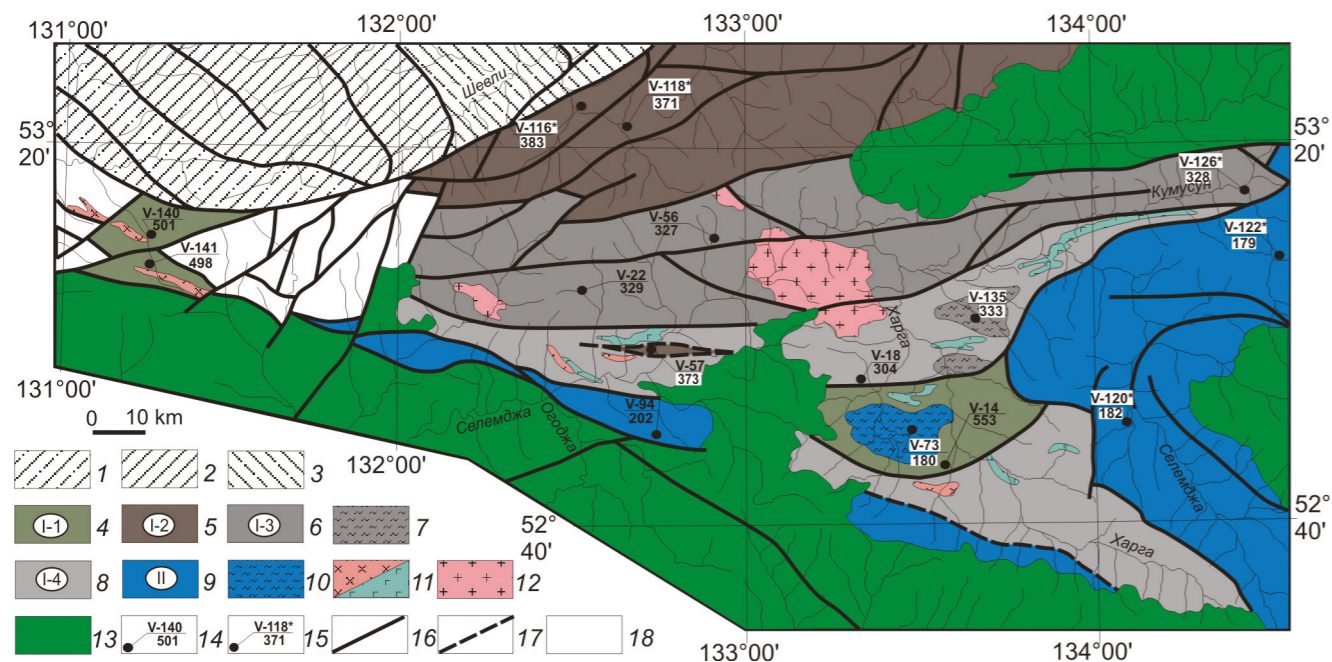 131°00'
132°00'
133°00'
134°00'
53°
20'
53°
20'
Шевли
V-118*
371
V-116*
383
V-126*
328
Кумусун
V-140
501
V-56
327
V-122*
179
V-141
498
V-22
329
V-135
333
Харга
V-57
373
V-18
304
131°00'
0 10 km
V-94
202
V-14
553
V-120*
182
Селемджа
Огоджа
V-73
180
Селемджа
132°00'
1
2
3
52°
40'
52°
40'
I-1 4
I-2 5
I-3 6
7
Харга
I-4 8
II 9
10
11
12
13
V-140
501
14
V-118*
371
15
16
17
18
133°00'
134°00'